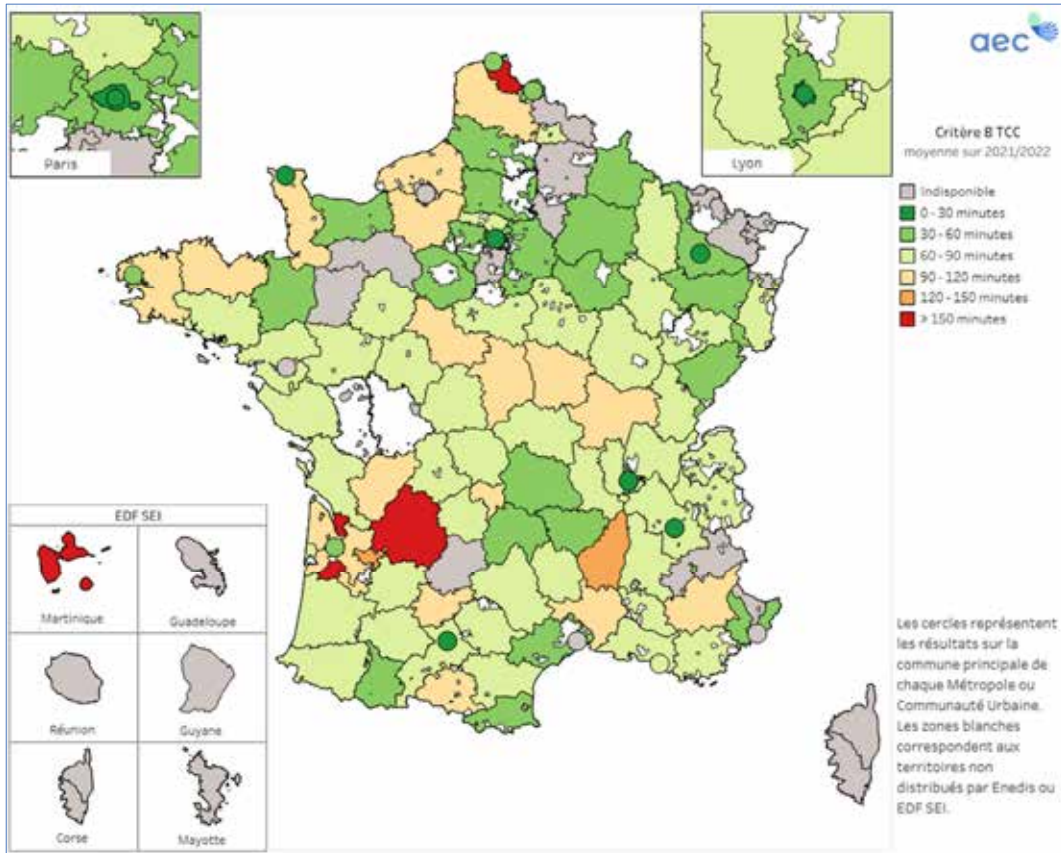 Paris
Lyon
aec
Critère B TCC
moyenne sur 2021/2022
Indisponible
0 - 30 minutes
30 - 60 minutes
60 - 90 minutes
90 - 120 minutes
120 - 150 minutes
> 150 minutes
EDF SEI
Martinique
Guadeloupe
Réunion
Guyane
Corse
Mayotte
Les cercles représentent
les résultats sur la
commune principale de
chaque Métropole ou
Communauté Urbaine.
Les zones blanches
correspondent aux
territoires non
distribués par Enedis ou
EDF SEI.